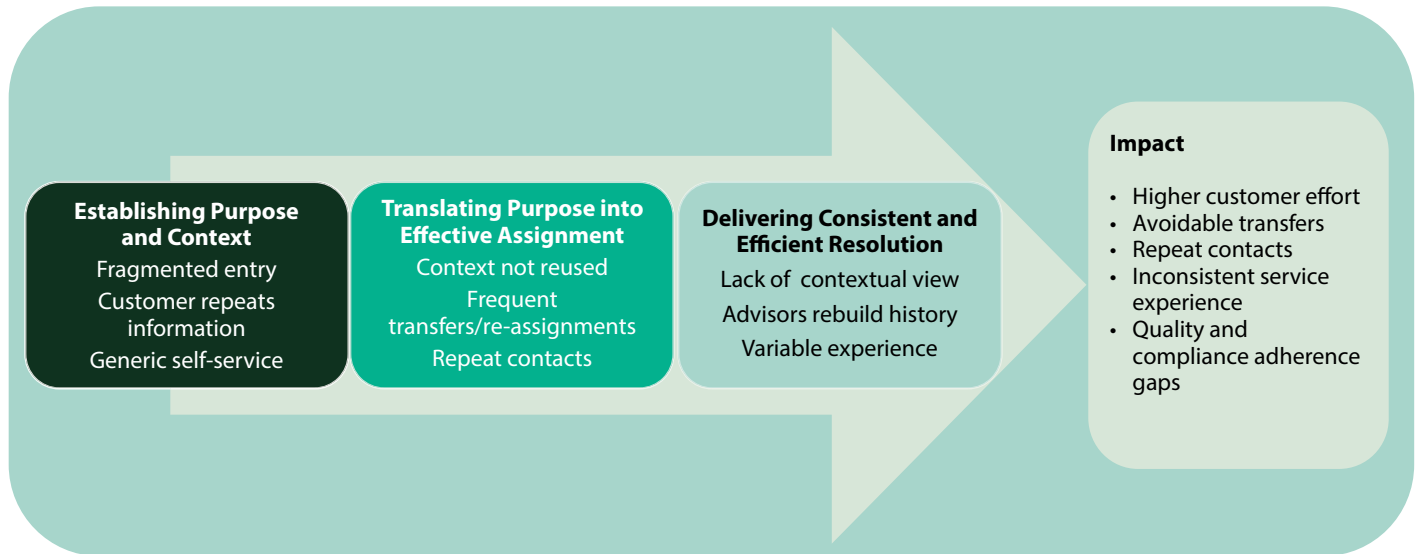 Establishing Purpose
and Context
Fragmented entry
Customer repeats
information
Generic self-service
Translating Purpose into
Effective Assignment
Context not reused
Frequent
transfers/re-assignments
Repeat contacts
Delivering Consistent and
Efficient Resolution
Lack of contextual view
Advisors rebuild history
Variable experience
Impact
• Higher customer effort
• Avoidable transfers
• Repeat contacts
• Inconsistent service
experience
• Quality and
compliance adherence
gaps